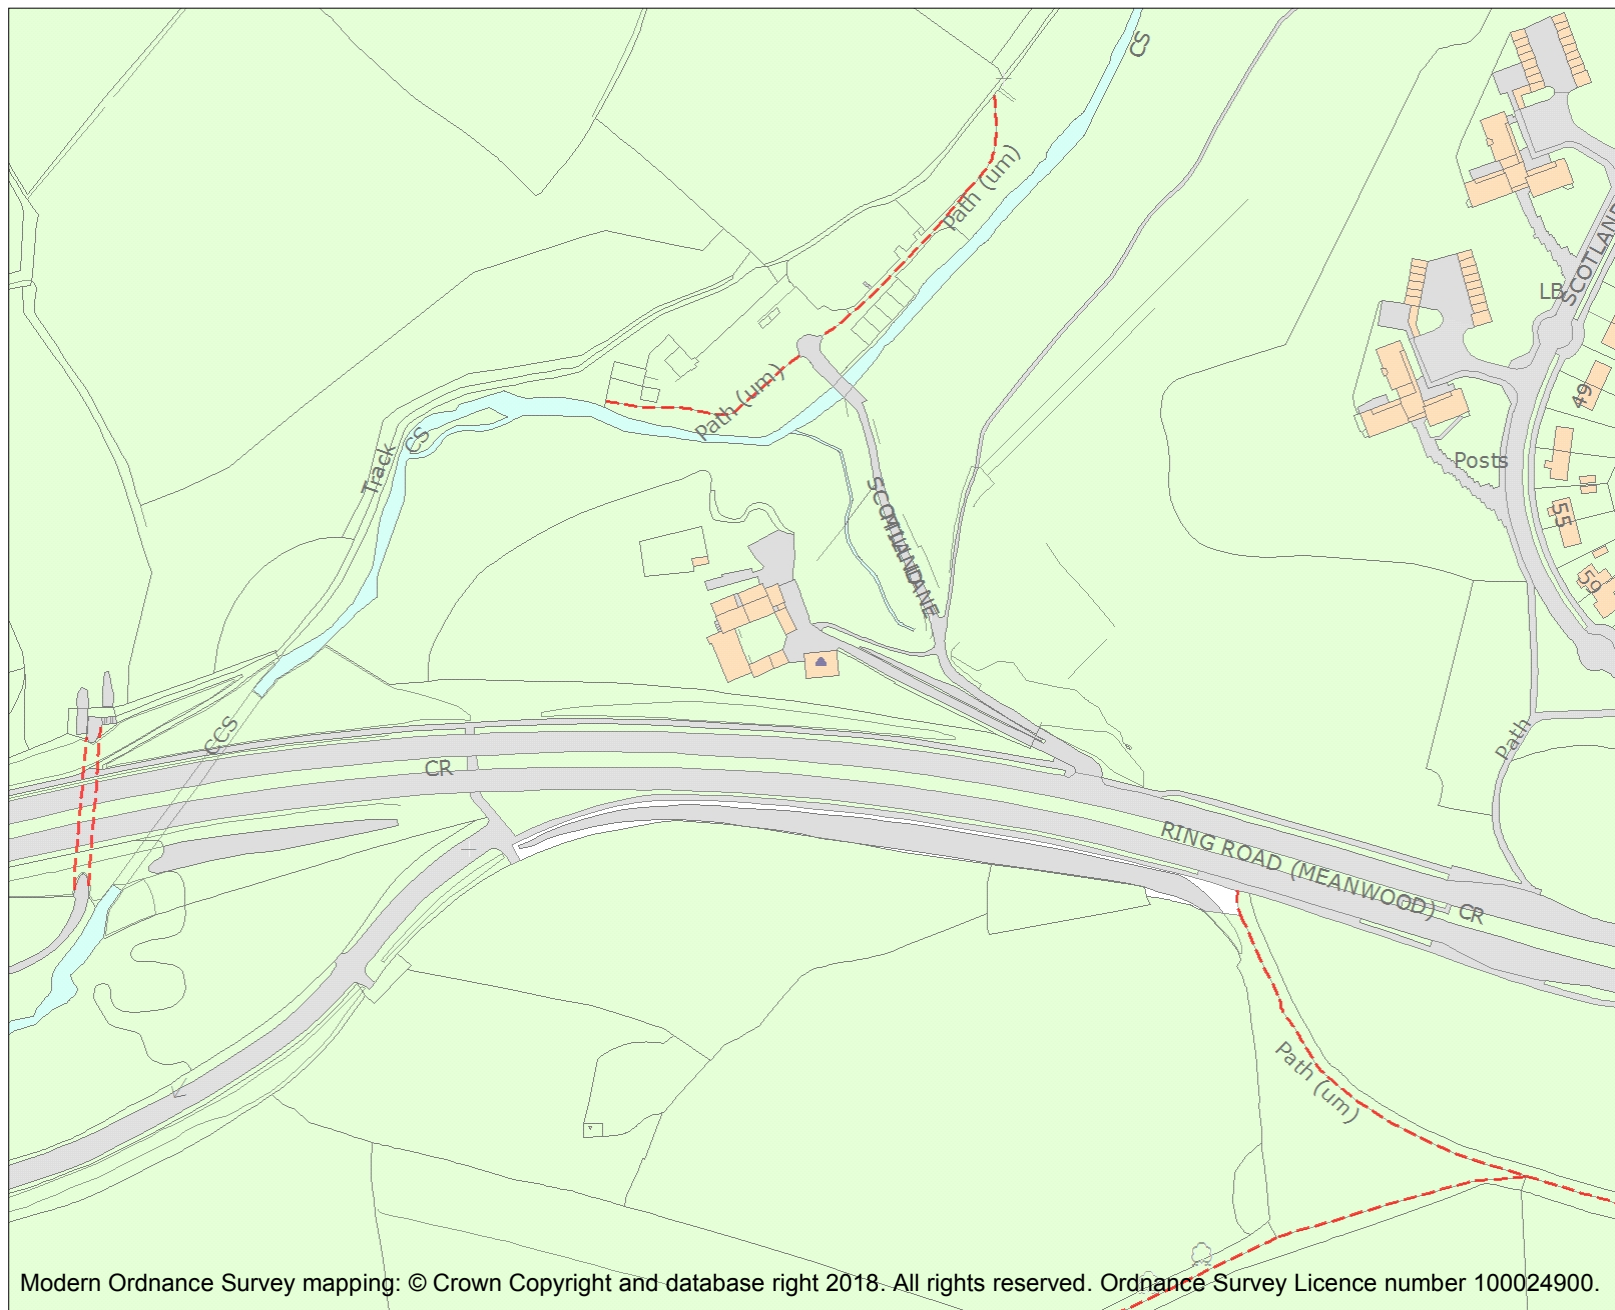 CS
Path (um)
SCOTLAND
LB
Path (um)
49
CS
Track
Posts
SCOTLAND
MILL LANE
55
59
CCS
Path
CR
RING ROAD (MEANWOOD)
CR
Path (um)
Modern Ordnance Survey mapping: © Crown Copyright and database right 2018. All rights reserved. Ordnance Survey Licence number 100024900.